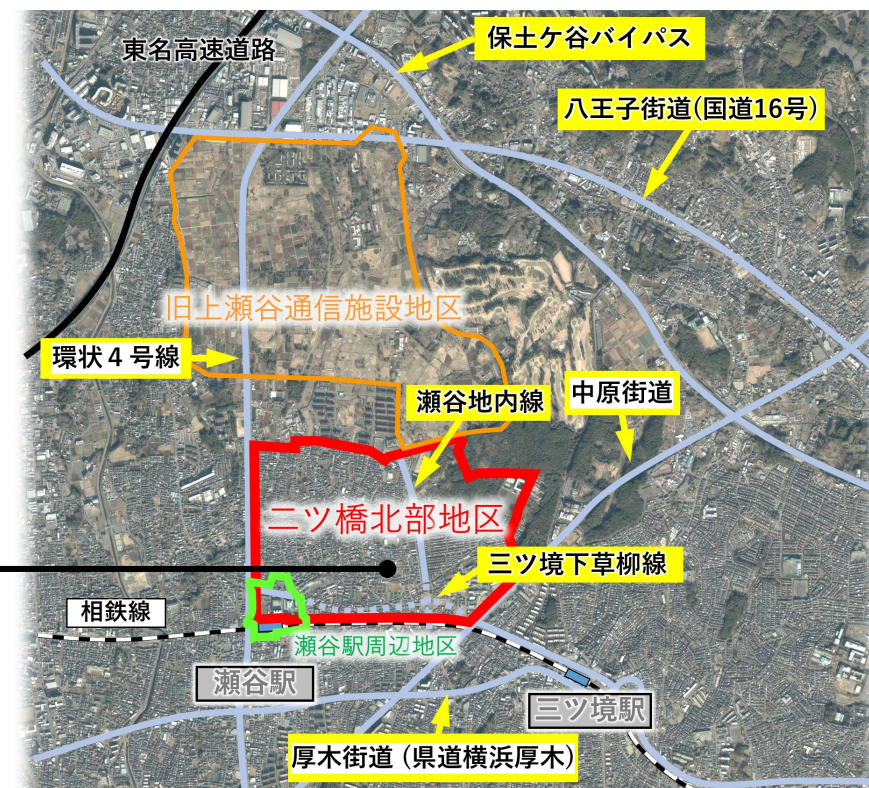 東名高速道路
保土ケ谷バイパス
八王子街道(国道16号)
旧上瀬谷通信施設地区
環状４号線
瀬谷地内線
中原街道
二ツ橋北部地区
三ツ境下草柳線
相鉄線
瀬谷駅周辺地区
瀬谷駅
三ツ境駅
厚木街道 (県道横浜厚木)